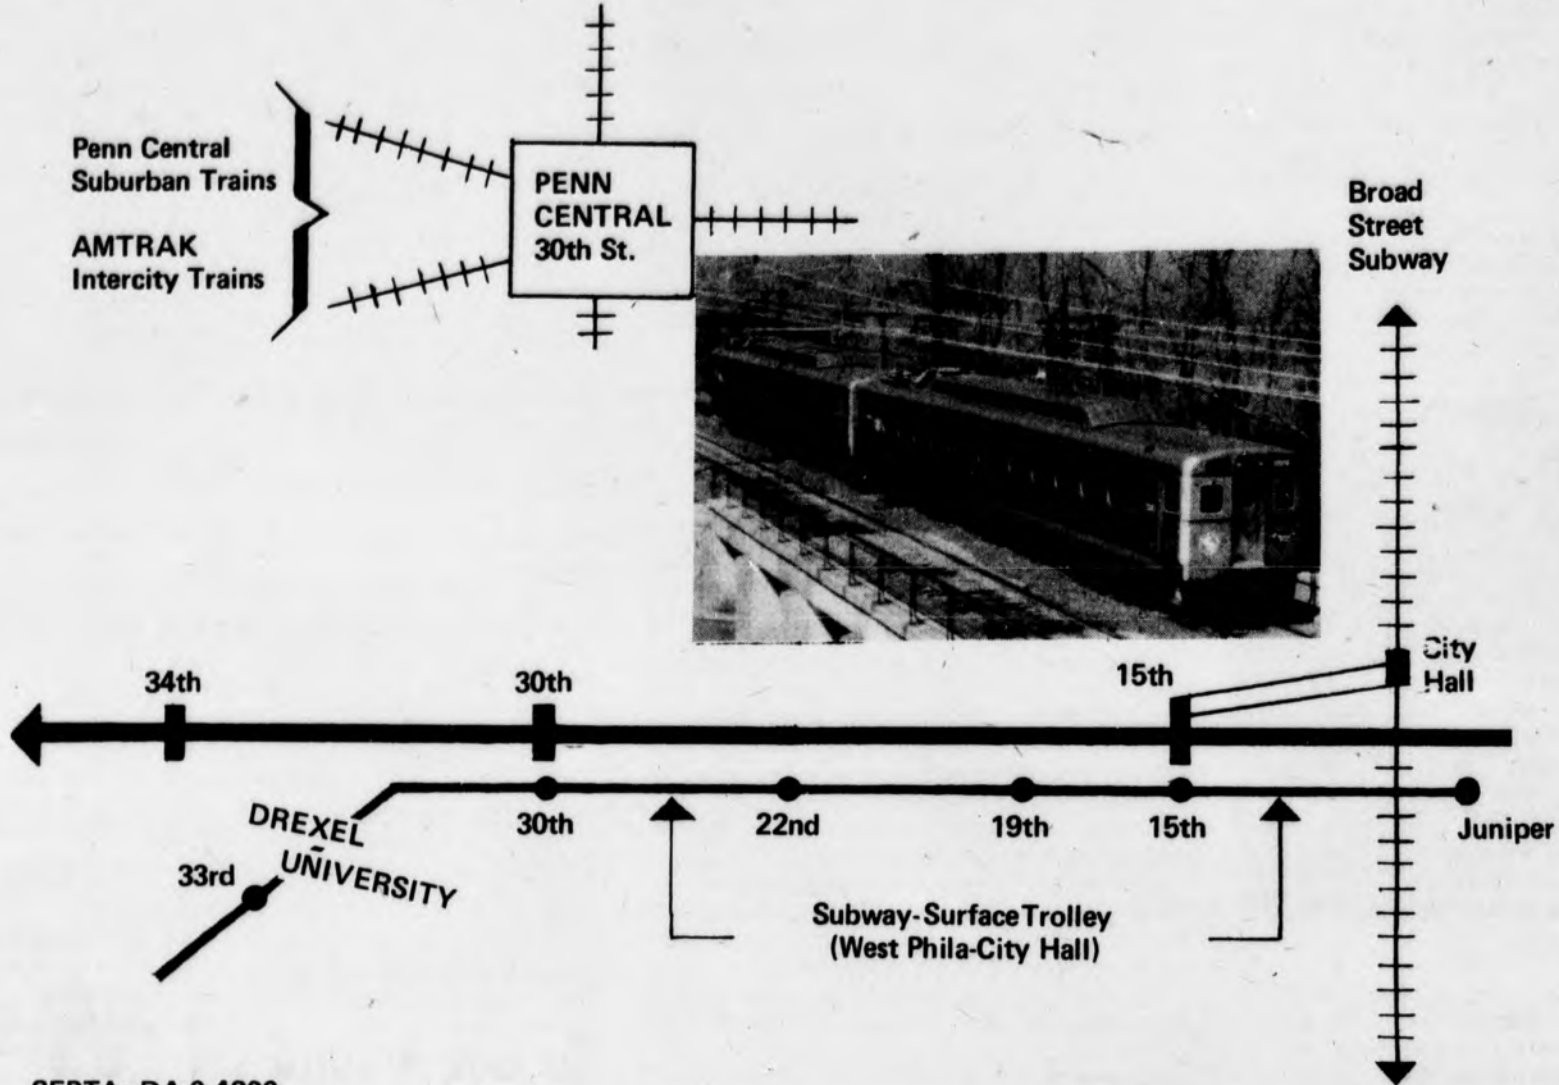 Penn Central
Suburban Trains
AMTRAK
Intercity Trains
PENN
CENTRAL
30th St.
Broad
Street
Subway
City
Hall
34th
30th
15th
30th
22nd
19th
15th
Juniper
DREXEL
UNIVERSITY
33rd
Subway-Surface Trolley
(West Phila-City Hall)